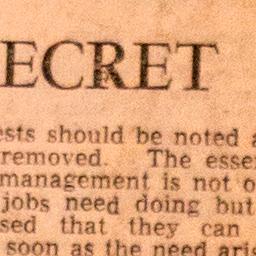 ECRET
ests should be noted a
removed. The esse
management is not o
jobs need doing but
sed that they can
soon as the need aris